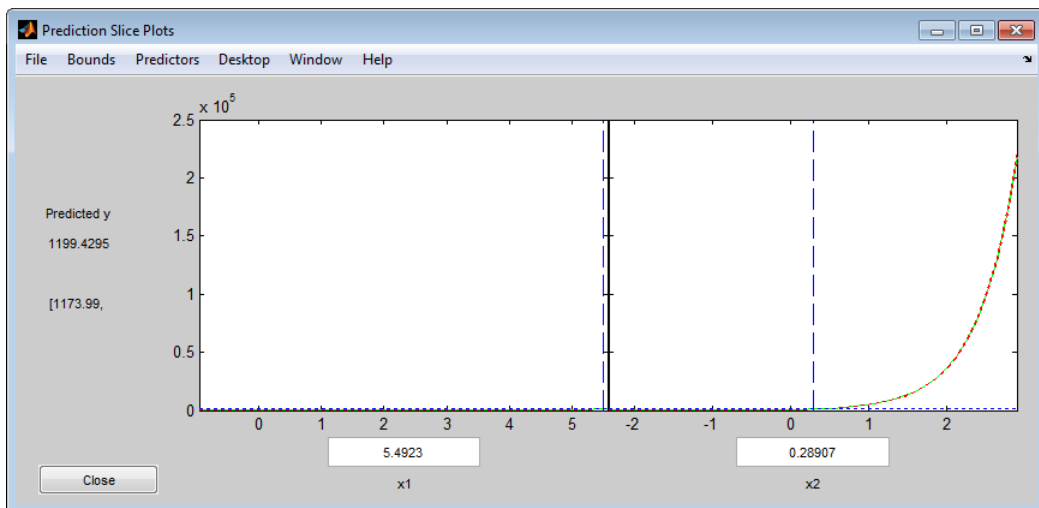 Prediction Slice Plots
File Bounds Predictors Desktop Window Help
x 10^5
2.5
2
1.5
1
0.5
0
Predicted y
1199.4295
[1173.99,
0 1 2 3 4 5 -2 -1 0 1 2
5.4923 0.28907
x1 x2
Close